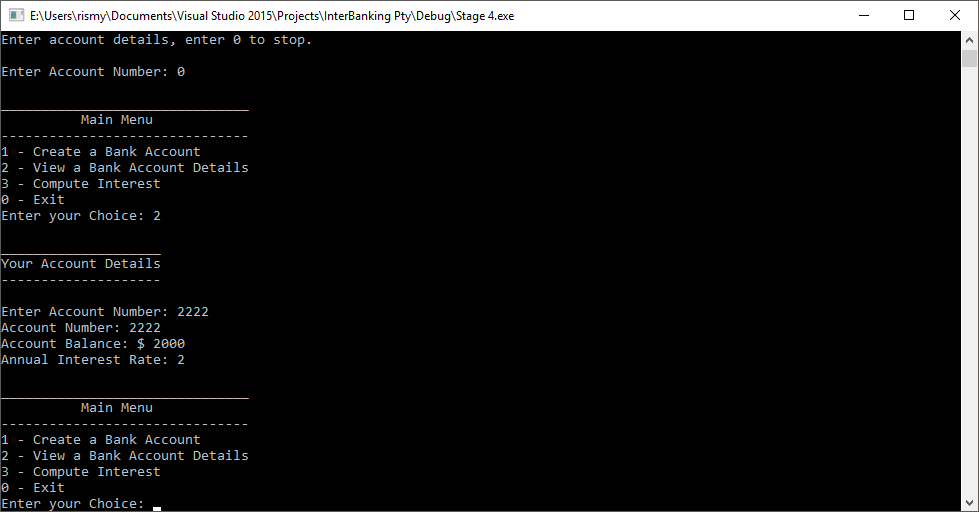 E:\Users\rismy\Documents\Visual Studio 2015\Projects\InterBanking Pty\Debug\Stage 4.exe
Enter account details, enter 0 to stop.
Enter Account Number: 0
_______________________________
Main Menu
-------------------------------
1 - Create a Bank Account
2 - View a Bank Account Details
3 - Compute Interest
0 - Exit
Enter your Choice: 2
____________________
Your Account Details
--------------------
Enter Account Number: 2222
Account Number: 2222
Account Balance: $ 2000
Annual Interest Rate: 2
_______________________________
Main Menu
-------------------------------
1 - Create a Bank Account
2 - View a Bank Account Details
3 - Compute Interest
0 - Exit
Enter your Choice: